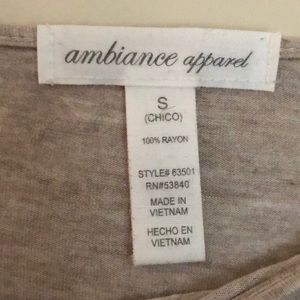 ambiance apparel
S
(CHICO)
100% RAYON
STYLE# 63501
RN#53840
MADE IN
VIETNAM
HECHO EN
VIETNAM